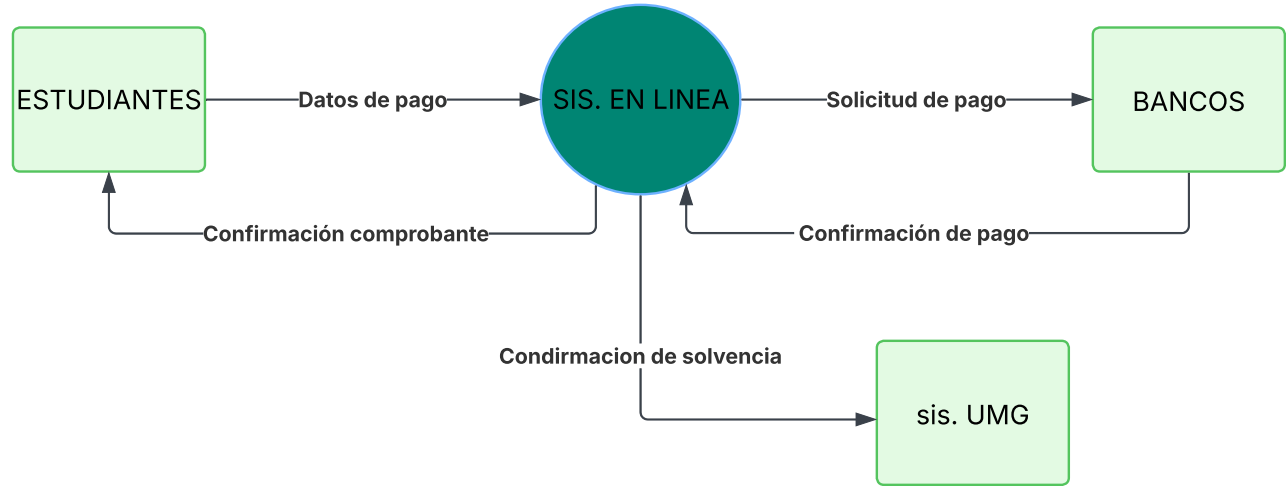 ESTUDIANTES
Datos de pago
SIS. EN LINEA
Solicitud de pago
BANCOS
Confirmación comprobante
Confirmación de pago
Condirmacion de solvencia
sis. UMG